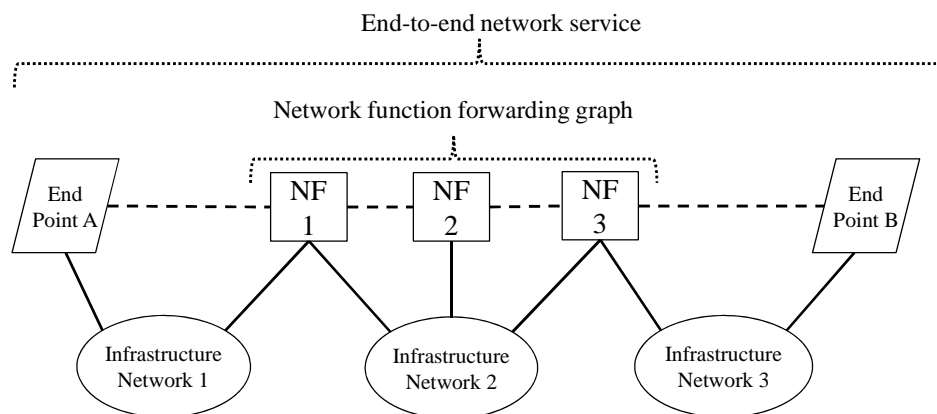 End-to-end network service
Network function forwarding graph
End
Point A
NF
1
NF
2
NF
3
End
Point B
Infrastructure
Network 1
Infrastructure
Network 2
Infrastructure
Network 3